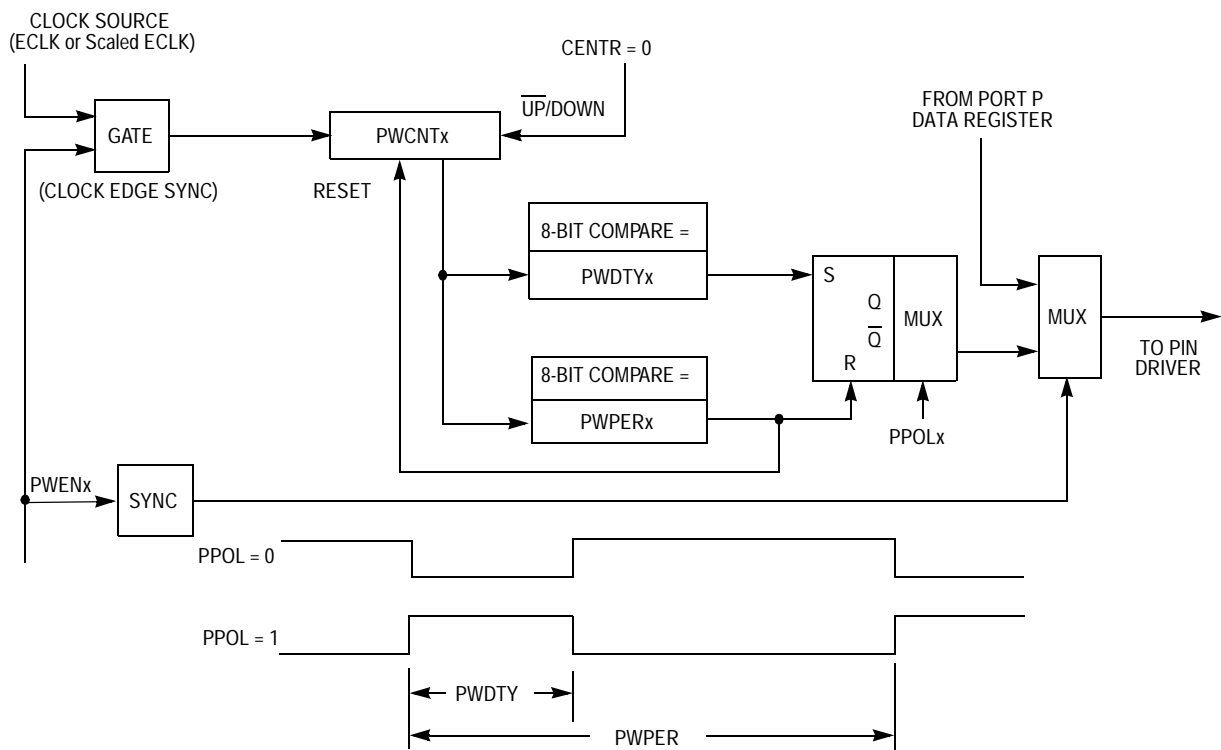 CLOCK SOURCE
(ECLK or Scaled ECLK)
CENTR = 0
U̅P̅/DOWN
FROM PORT P
DATA REGISTER
GATE
PWCNTx
(CLOCK EDGE SYNC)
RESET
8-BIT COMPARE =
PWDTYx
S
Q
Q̅
R
MUX
MUX
TO PIN
DRIVER
8-BIT COMPARE =
PWPERx
PPOLx
PWENx
SYNC
PPOL = 0
PPOL = 1
PWDTY
PWPER